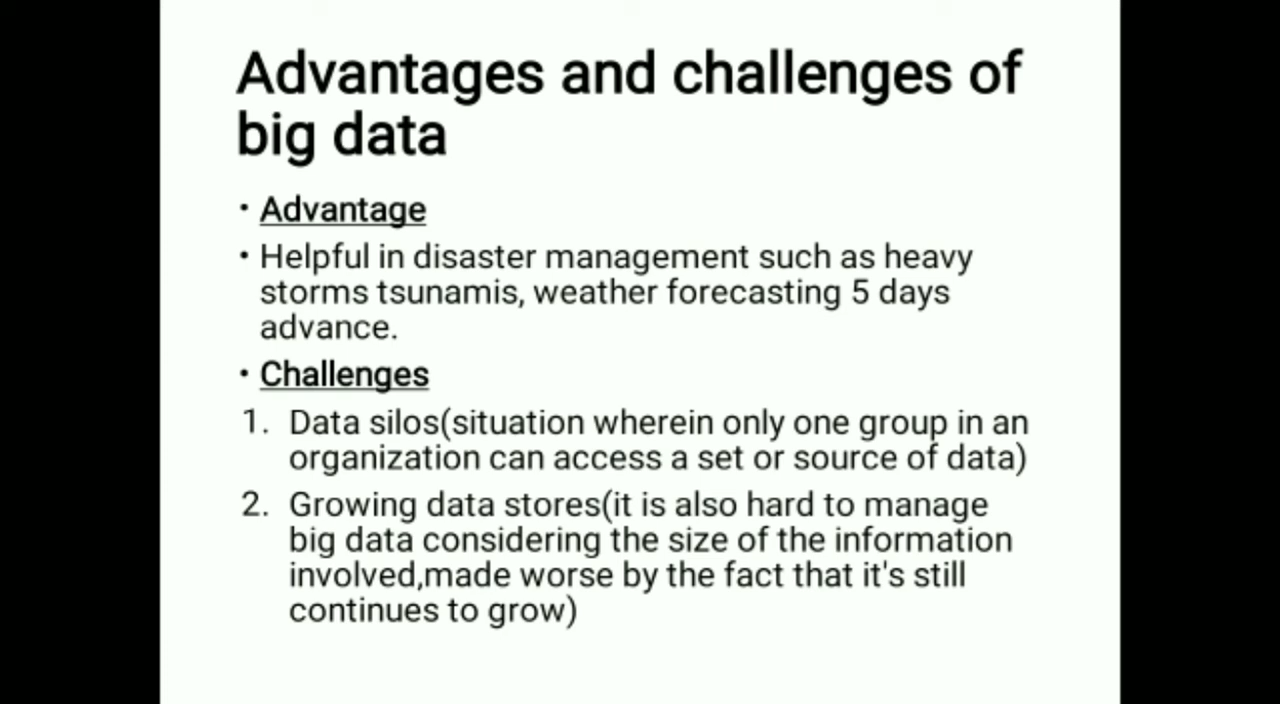 Advantages and challenges of
big data
• Advantage
• Helpful in disaster management such as heavy
storms tsunamis, weather forecasting 5 days
advance.
• Challenges
1. Data silos(situation wherein only one group in an
organization can access a set or source of data)
2. Growing data stores(it is also hard to manage
big data considering the size of the information
involved,made worse by the fact that it's still
continues to grow)